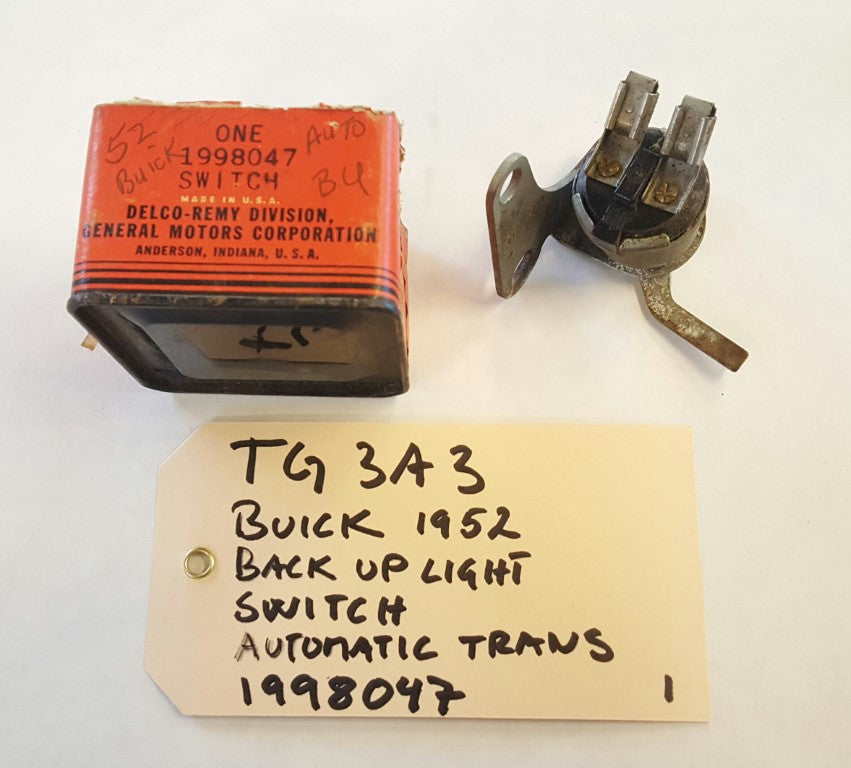 ONE
1998047
SWITCH
52
BUICK
AUTO
BU
MADE IN U.S.A.
DELCO-REMY DIVISION,
GENERAL MOTORS CORPORATION
ANDERSON, INDIANA, U. S. A.
TG 3A3
BUICK 1952
BACK UP LIGHT
SWITCH
AUTOMATIC TRANS
1998047 1